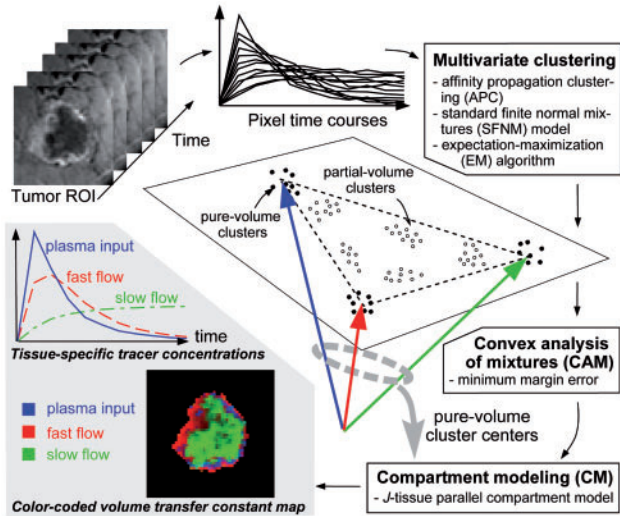 Tumor ROI
Time
Pixel time courses
Multivariate clustering
- affinity propagation cluster-
ing (APC)
- standard finite normal mix-
tures (SFNM) model
- expectation-maximization
(EM) algorithm
partial-volume
clusters
pure-volume
clusters
plasma input
fast flow
slow flow
time
Tissue-specific tracer concentrations
Convex analysis
of mixtures (CAM)
- minimum margin error
plasma input
fast flow
slow flow
pure-volume
cluster centers
Compartment modeling (CM)
- J-tissue parallel compartment model
Color-coded volume transfer constant map